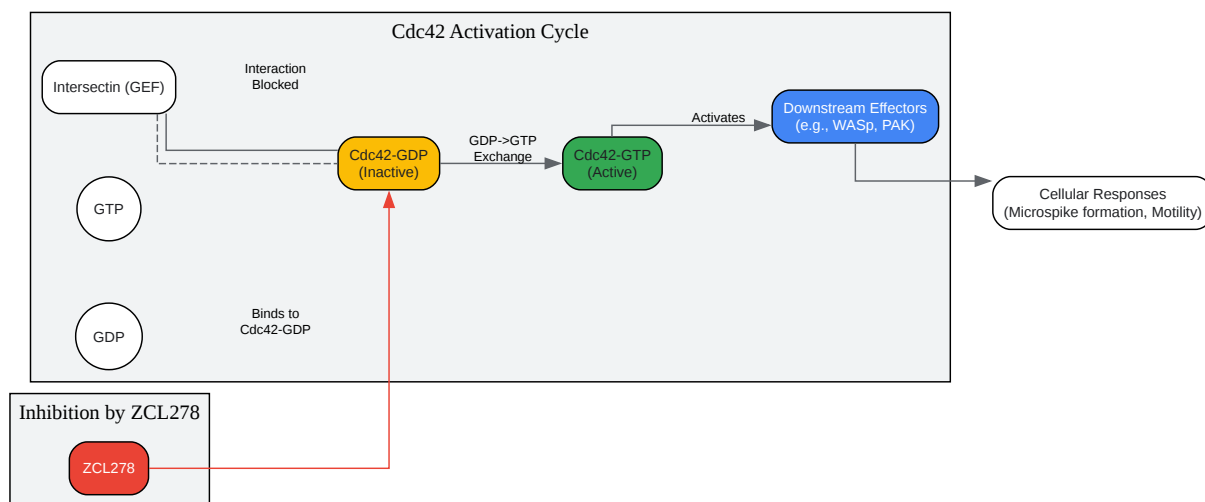 Cdc42 Activation Cycle
Intersectin (GEF)
Interaction
Blocked
Cdc42-GDP
(Inactive)
GDP->GTP
Exchange
Cdc42-GTP
(Active)
Activates
Downstream Effectors
(e.g., WASp, PAK)
Cellular Responses
(Microspike formation, Motility)
GTP
GDP
Binds to
Cdc42-GDP
Inhibition by ZCL278
ZCL278